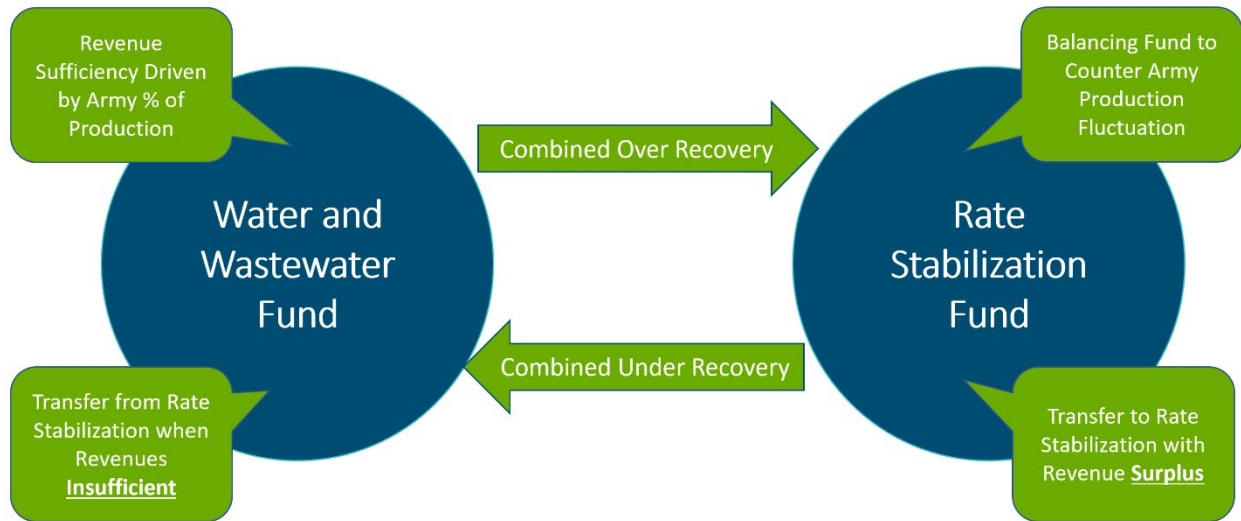 Revenue
Sufficiency Driven
by Army % of
Production
Balancing Fund to
Counter Army
Production
Fluctuation
Combined Over Recovery
Water and
Wastewater
Fund
Rate
Stabilization
Fund
Combined Under Recovery
Transfer from Rate
Stabilization when
Revenues
Insufficient
Transfer to Rate
Stabilization with
Revenue Surplus